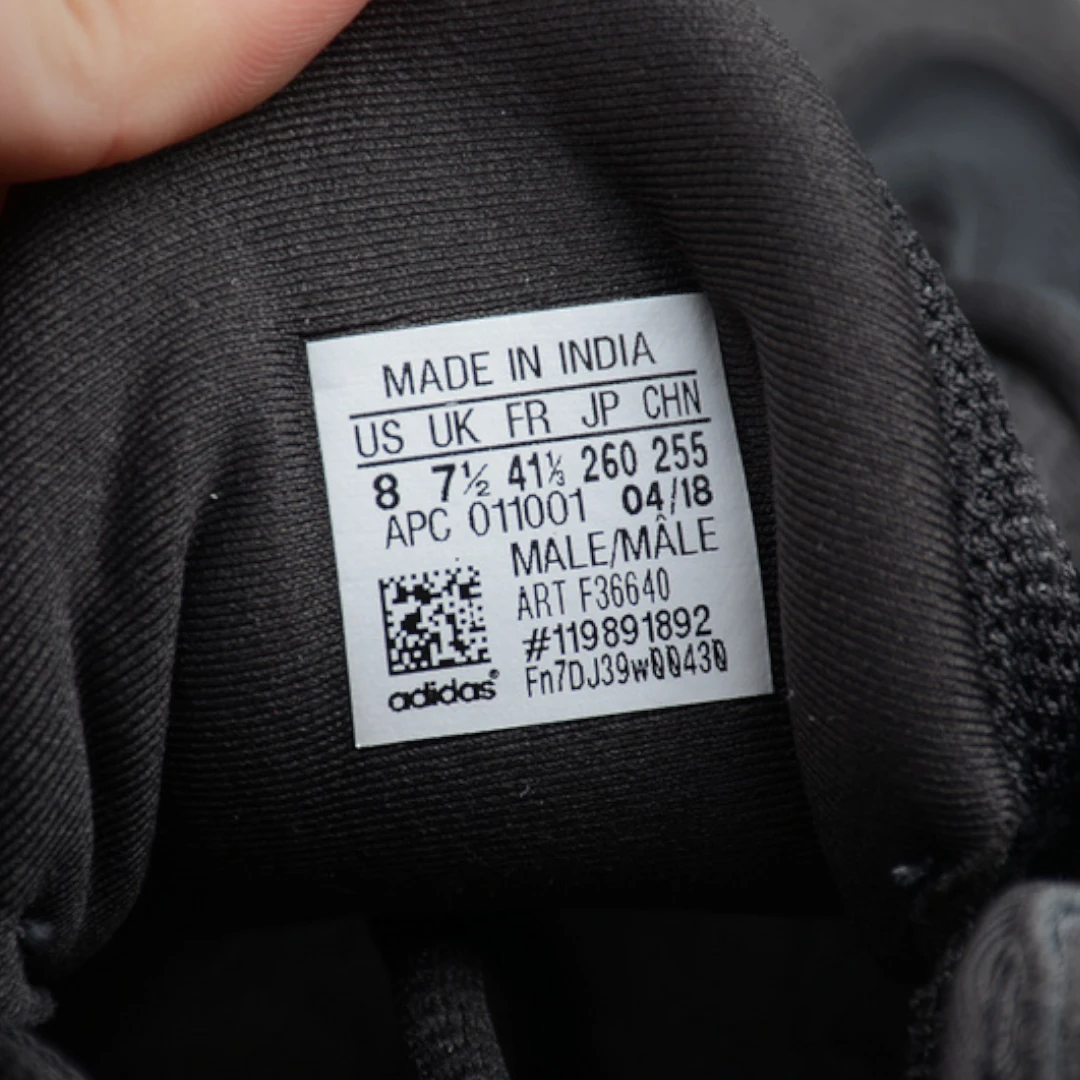 MADE IN INDIA
US UK FR JP CHN
8 7½ 41⅓ 260 255
APC 011001 04/18
MALE/MÂLE
ART F36640
#119891892
Fn7DJ39w00430
adidas®